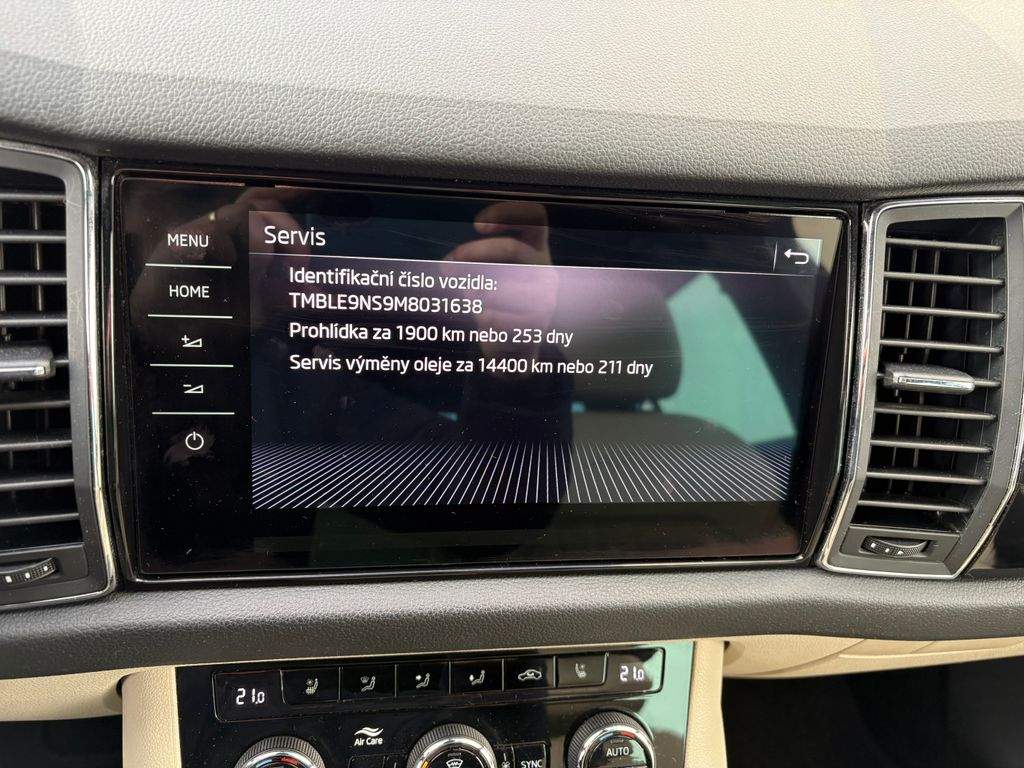 MENU
HOME
Servis
Identifikační číslo vozidla:
TMBLE9NS9M8031638
Prohlídka za 1900 km nebo 253 dny
Servis výměny oleje za 14400 km nebo 211 dny
21,0
21,0
Air Care
AUTO
SYNC